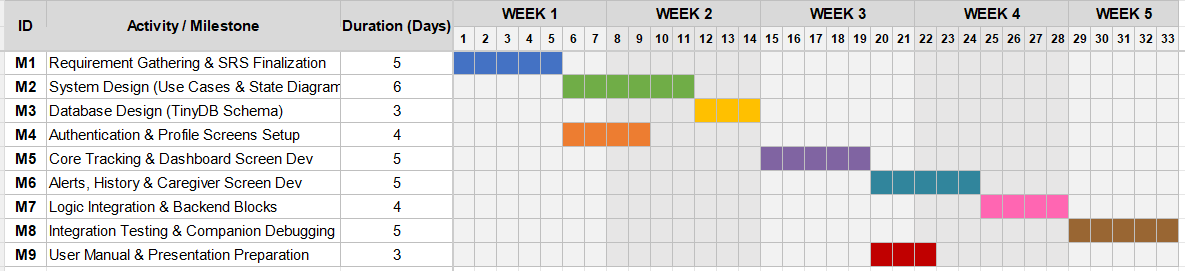 ID Activity / Milestone Duration (Days) WEEK 1 WEEK 2 WEEK 3 WEEK 4 WEEK 5
1 2 3 4 5 6 7 8 9 10 11 12 13 14 15 16 17 18 19 20 21 22 23 24 25 26 27 28 29 30 31 32 33
M1 Requirement Gathering & SRS Finalization 5
M2 System Design (Use Cases & State Diagram 6
M3 Database Design (TinyDB Schema) 3
M4 Authentication & Profile Screens Setup 4
M5 Core Tracking & Dashboard Screen Dev 5
M6 Alerts, History & Caregiver Screen Dev 5
M7 Logic Integration & Backend Blocks 4
M8 Integration Testing & Companion Debugging 5
M9 User Manual & Presentation Preparation 3